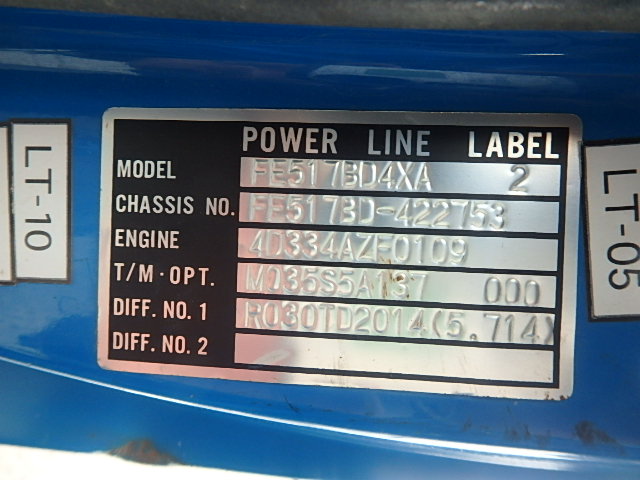 POWER LINE LABEL
MODEL FE517BD4XA 2
CHASSIS NO. FE517BD-422753
ENGINE 4D334AZF0109
T/M·OPT. M035S5A137 000
DIFF. NO. 1 R030TD2014(5.714)
DIFF. NO. 2
LT-10
LT-05